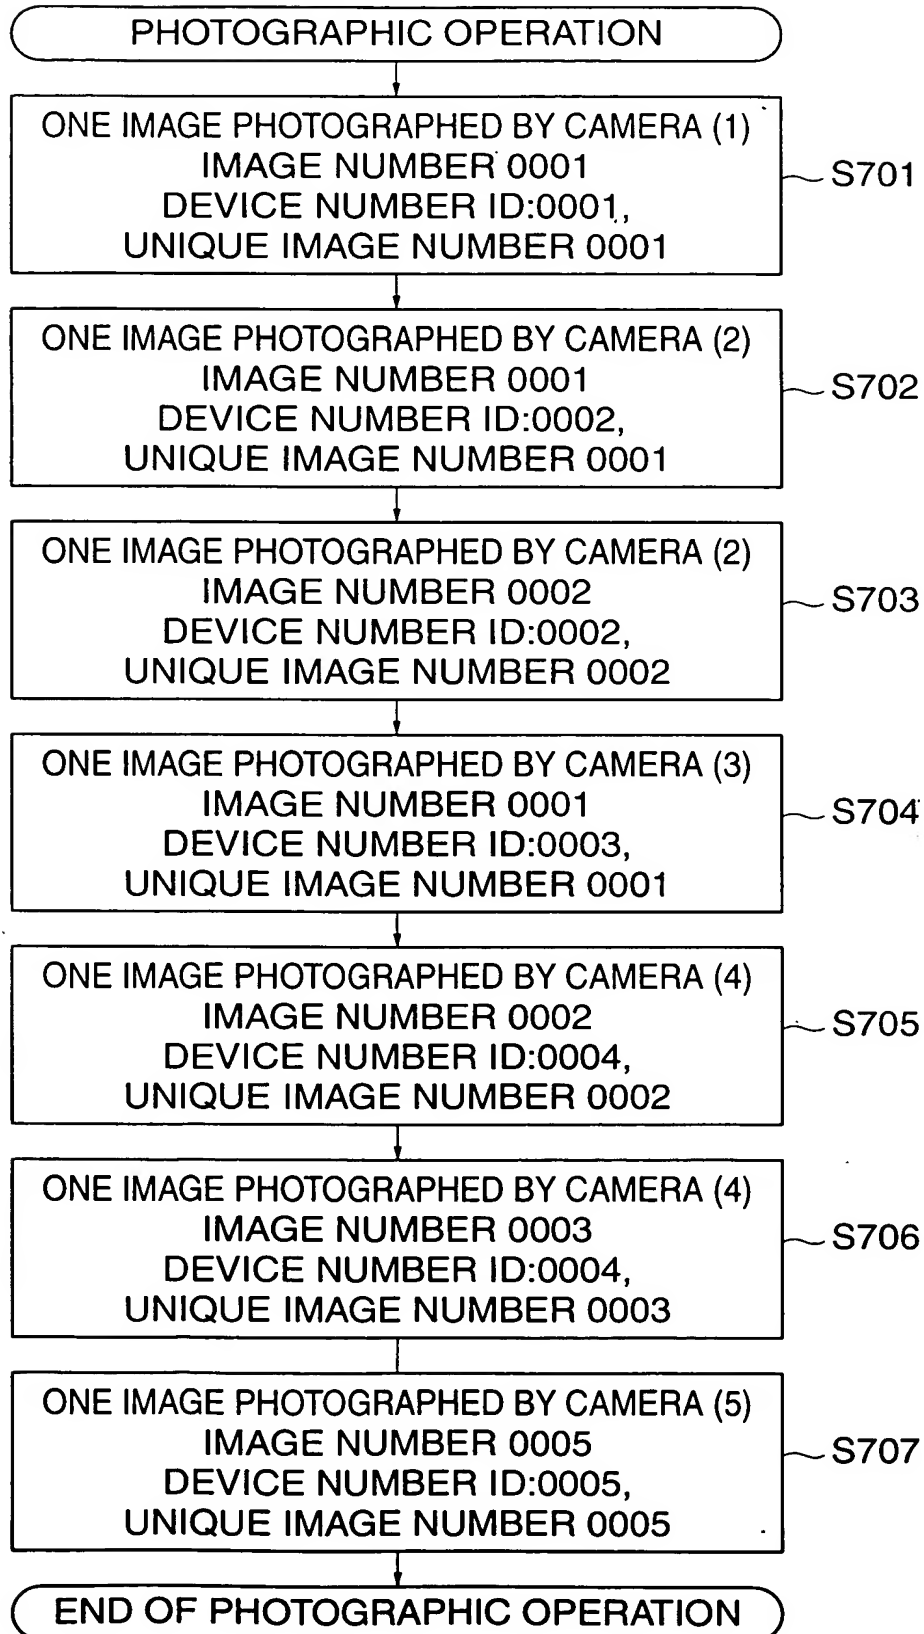 PHOTOGRAPHIC OPERATION
ONE IMAGE PHOTOGRAPHED BY CAMERA (1)
IMAGE NUMBER 0001
DEVICE NUMBER ID:0001,
UNIQUE IMAGE NUMBER 0001
S701
ONE IMAGE PHOTOGRAPHED BY CAMERA (2)
IMAGE NUMBER 0001
DEVICE NUMBER ID:0002,
UNIQUE IMAGE NUMBER 0001
S702
ONE IMAGE PHOTOGRAPHED BY CAMERA (2)
IMAGE NUMBER 0002
DEVICE NUMBER ID:0002,
UNIQUE IMAGE NUMBER 0002
S703
ONE IMAGE PHOTOGRAPHED BY CAMERA (3)
IMAGE NUMBER 0001
DEVICE NUMBER ID:0003,
UNIQUE IMAGE NUMBER 0001
S704
ONE IMAGE PHOTOGRAPHED BY CAMERA (4)
IMAGE NUMBER 0002
DEVICE NUMBER ID:0004,
UNIQUE IMAGE NUMBER 0002
S705
ONE IMAGE PHOTOGRAPHED BY CAMERA (4)
IMAGE NUMBER 0003
DEVICE NUMBER ID:0004,
UNIQUE IMAGE NUMBER 0003
S706
ONE IMAGE PHOTOGRAPHED BY CAMERA (5)
IMAGE NUMBER 0005
DEVICE NUMBER ID:0005,
UNIQUE IMAGE NUMBER 0005
S707
END OF PHOTOGRAPHIC OPERATION